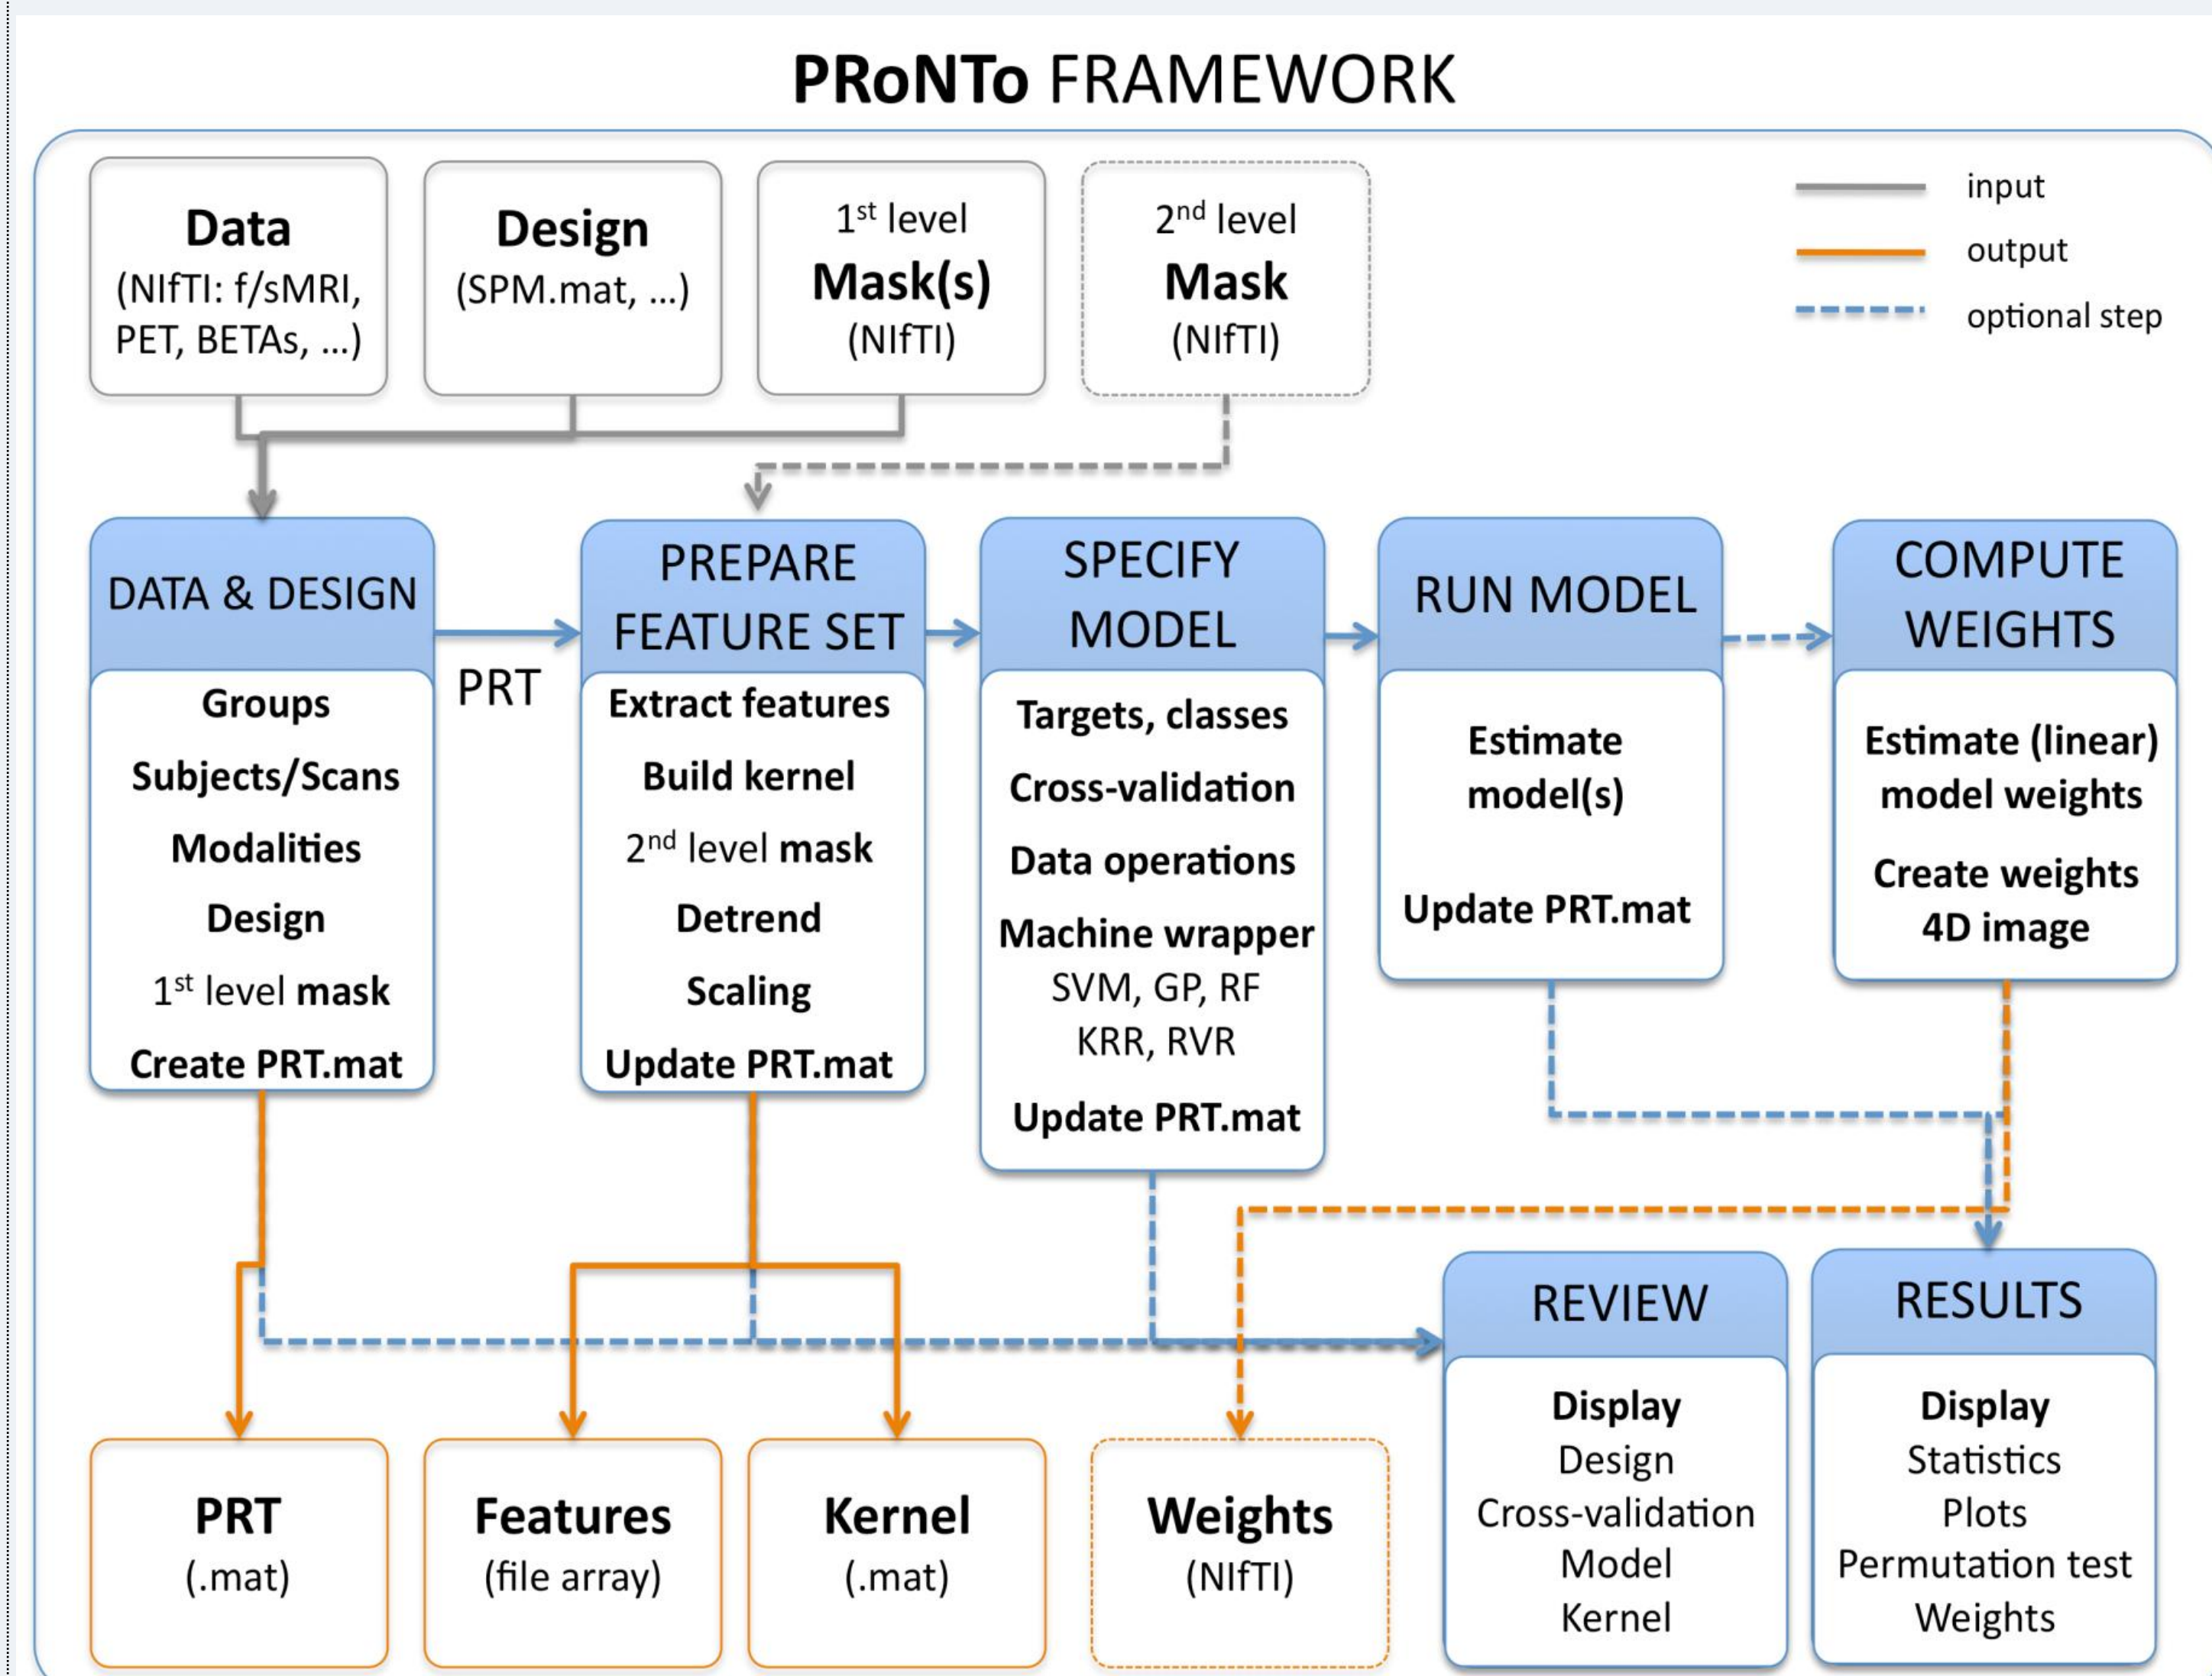 PRoNTo FRAMEWORK
Data
(NIfTI: f/sMRI,
PET, BETAs, ...)
Design
(SPM.mat, ...)
1st level
Mask(s)
(NIfTI)
2nd level
Mask
(NIfTI)
input
output
optional step
DATA & DESIGN
Groups
Subjects/Scans
Modalities
Design
1st level mask
Create PRT.mat
PRT
PREPARE
FEATURE SET
Extract features
Build kernel
2nd level mask
Detrend
Scaling
Update PRT.mat
SPECIFY
MODEL
Targets, classes
Cross-validation
Data operations
Machine wrapper
SVM, GP, RF
KRR, RVR
Update PRT.mat
RUN MODEL
Estimate
model(s)
Update PRT.mat
COMPUTE
WEIGHTS
Estimate (linear)
model weights
Create weights
4D image
PRT
(.mat)
Features
(file array)
Kernel
(.mat)
Weights
(NIfTI)
REVIEW
Display
Design
Cross-validation
Model
Kernel
RESULTS
Display
Statistics
Plots
Permutation test
Weights